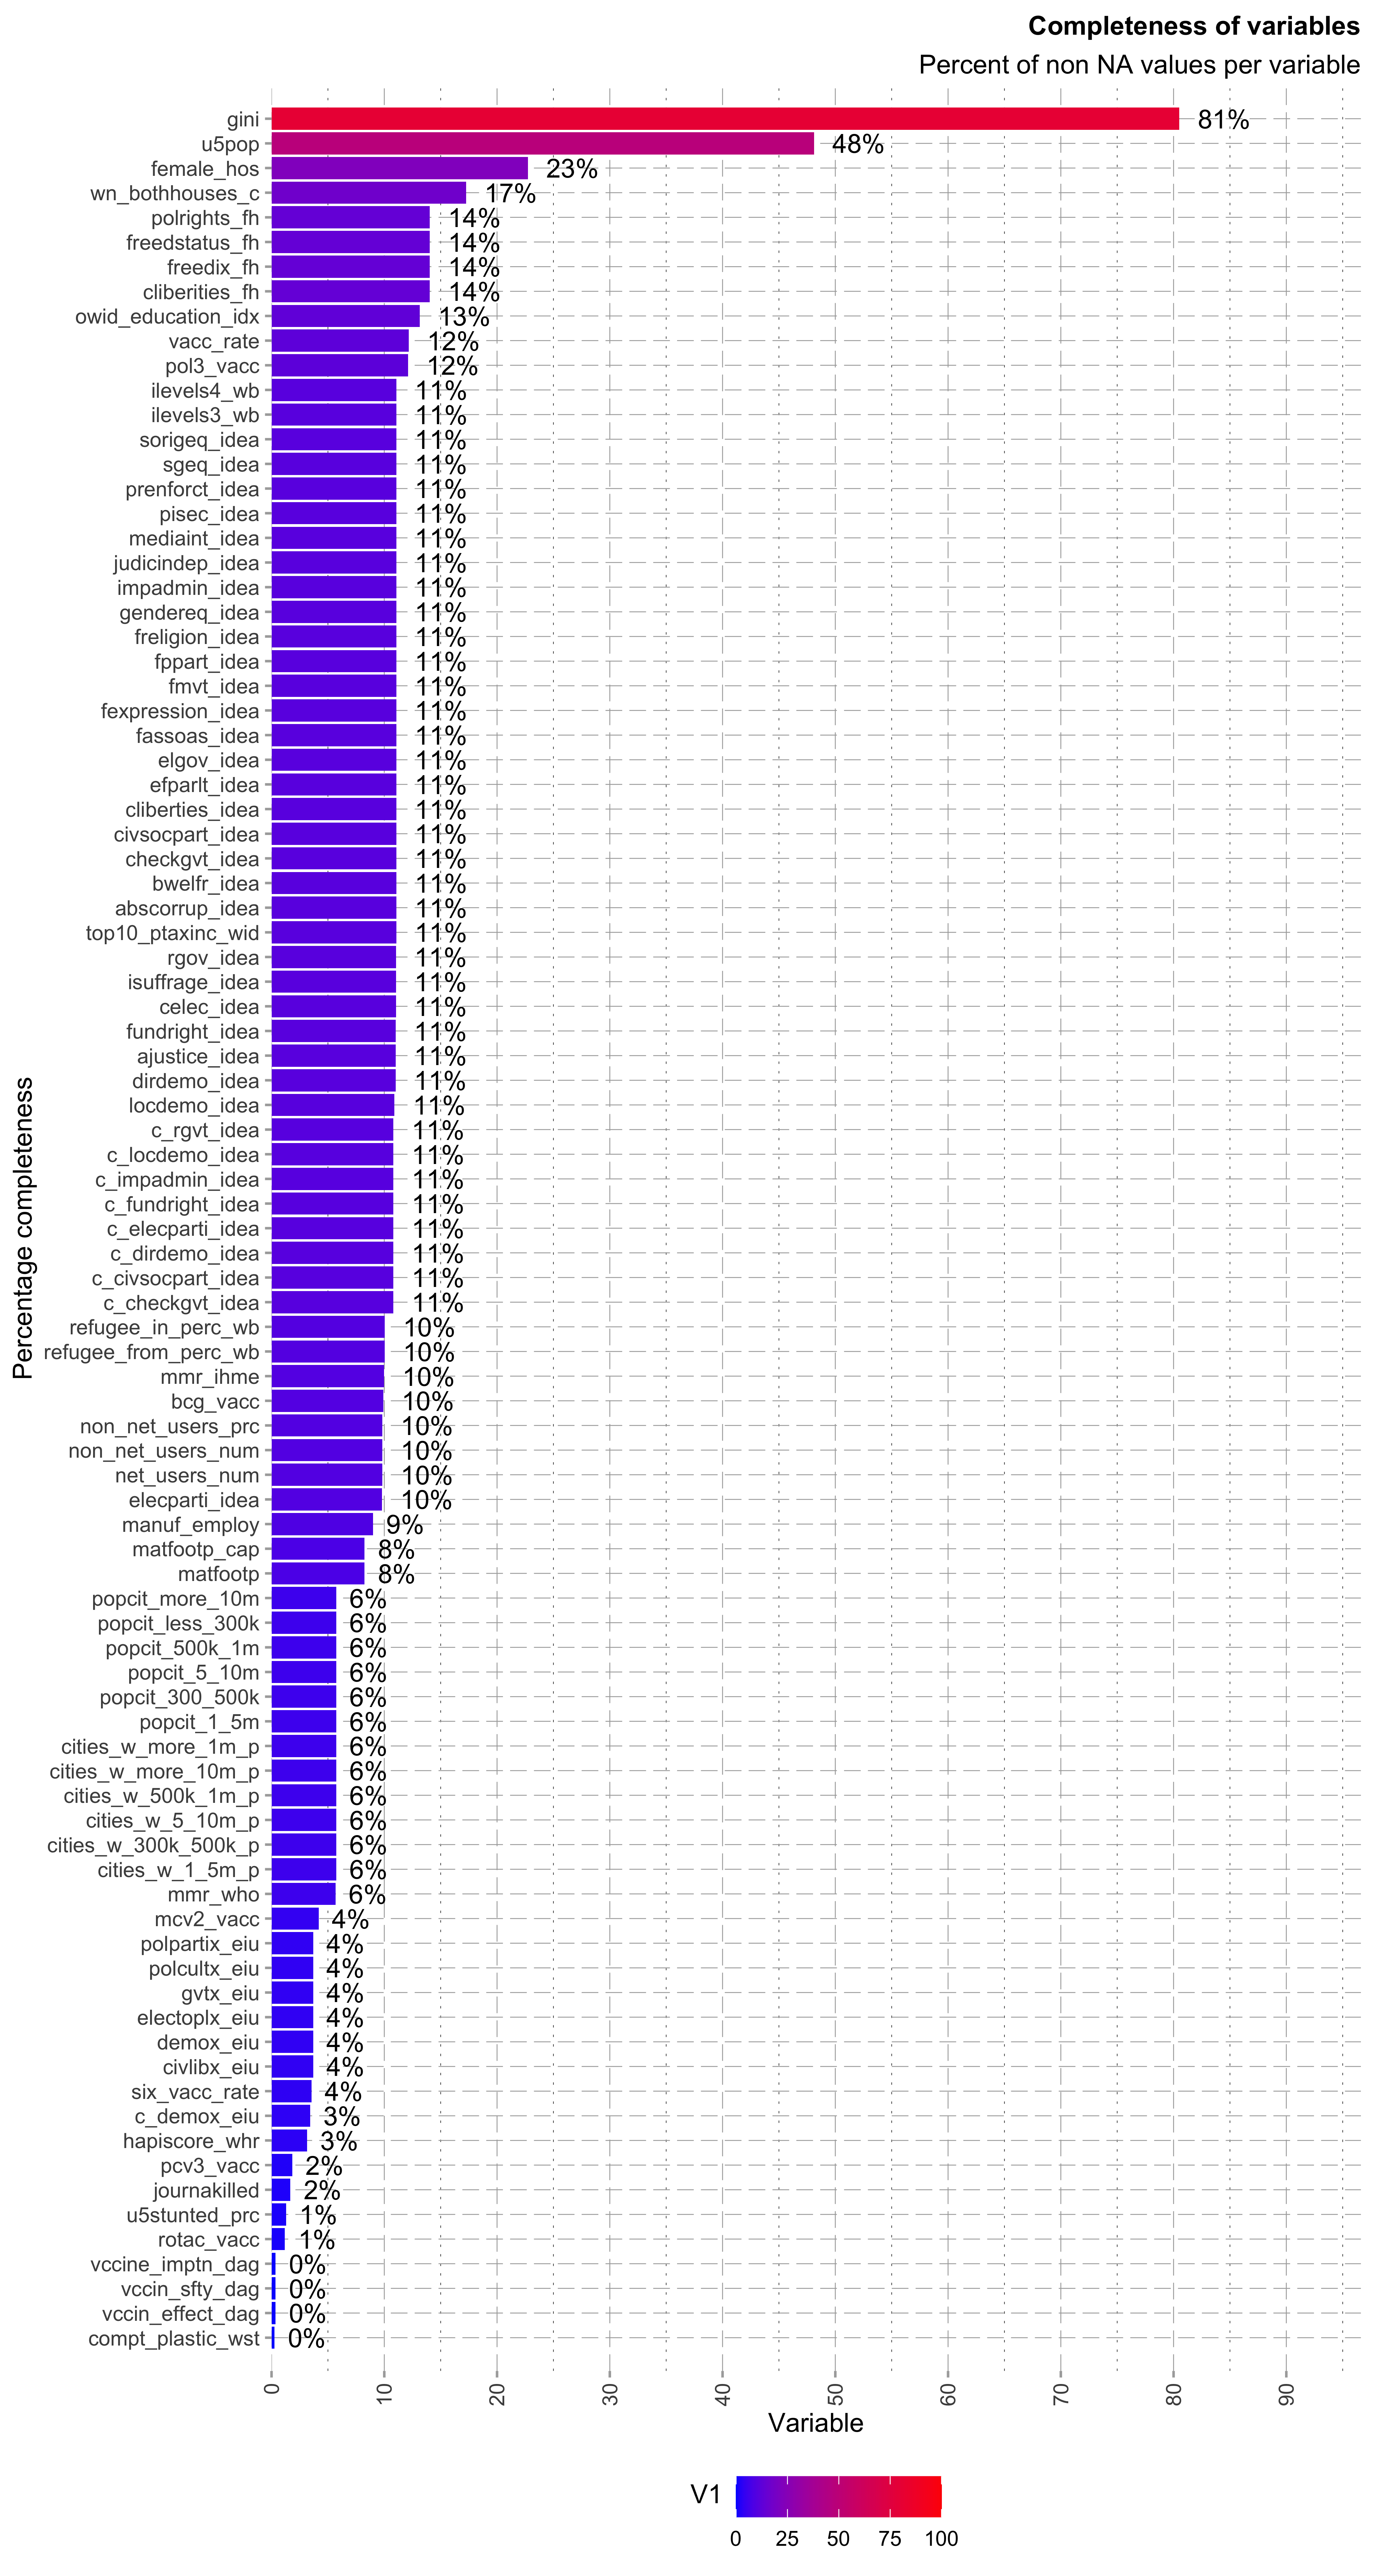 Completeness of variables
Percent of non NA values per variable
gini 81%
u5pop 48%
female_hos 23%
wn_bothhouses_c 17%
polrights_fh 14%
freedstatus_fh 14%
freedix_fh 14%
cliberities_fh 14%
owid_education_idx 13%
vacc_rate 12%
pol3_vacc 12%
ilevels4_wb 11%
ilevels3_wb 11%
sorigeq_idea 11%
sgeq_idea 11%
prenforct_idea 11%
pisec_idea 11%
mediaint_idea 11%
judicindep_idea 11%
impadmin_idea 11%
gendereq_idea 11%
freligion_idea 11%
fppart_idea 11%
fmvt_idea 11%
fexpression_idea 11%
fassoas_idea 11%
elgov_idea 11%
efparlt_idea 11%
cliberties_idea 11%
civsocpart_idea 11%
checkgvt_idea 11%
bwelfr_idea 11%
abscorrup_idea 11%
top10_ptaxinc_wid 11%
rgov_idea 11%
isuffrage_idea 11%
celec_idea 11%
fundright_idea 11%
ajustice_idea 11%
dirdemo_idea 11%
locdemo_idea 11%
c_rgvt_idea 11%
c_locdemo_idea 11%
c_impadmin_idea 11%
c_fundright_idea 11%
c_elecparti_idea 11%
c_dirdemo_idea 11%
c_civsocpart_idea 11%
c_checkgvt_idea 11%
refugee_in_perc_wb 10%
refugee_from_perc_wb 10%
mmr_ihme 10%
bcg_vacc 10%
non_net_users_prc 10%
non_net_users_num 10%
net_users_num 10%
elecparti_idea 10%
manuf_employ 9%
matfootp_cap 8%
matfootp 8%
popcit_more_10m 6%
popcit_less_300k 6%
popcit_500k_1m 6%
popcit_5_10m 6%
popcit_300_500k 6%
popcit_1_5m 6%
cities_w_more_1m_p 6%
cities_w_more_10m_p 6%
cities_w_500k_1m_p 6%
cities_w_5_10m_p 6%
cities_w_300k_500k_p 6%
cities_w_1_5m_p 6%
mmr_who 6%
mcv2_vacc 4%
polpartix_eiu 4%
polcultx_eiu 4%
gvtx_eiu 4%
electoplx_eiu 4%
demox_eiu 4%
civlibx_eiu 4%
six_vacc_rate 4%
c_demox_eiu 3%
hapiscore_whr 3%
pcv3_vacc 2%
journakilled 2%
u5stunted_prc 1%
rotac_vacc 1%
vccine_imptn_dag 0%
vccin_sfty_dag 0%
vccin_effect_dag 0%
compt_plastic_wst 0%
Percentage completeness
0 10 20 30 40 50 60 70 80 90
Variable
V1
0 25 50 75 100